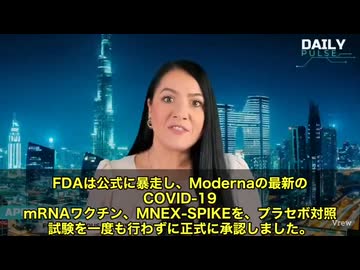 DAILY
PULSE
FDAは公式に暴走し、Modernaの最新の
COVID-19
mRNAワクチン、MNEX-SPIKEを、プラセボ対照
試験を一度も行わずに正式に承認しました。
Vrew